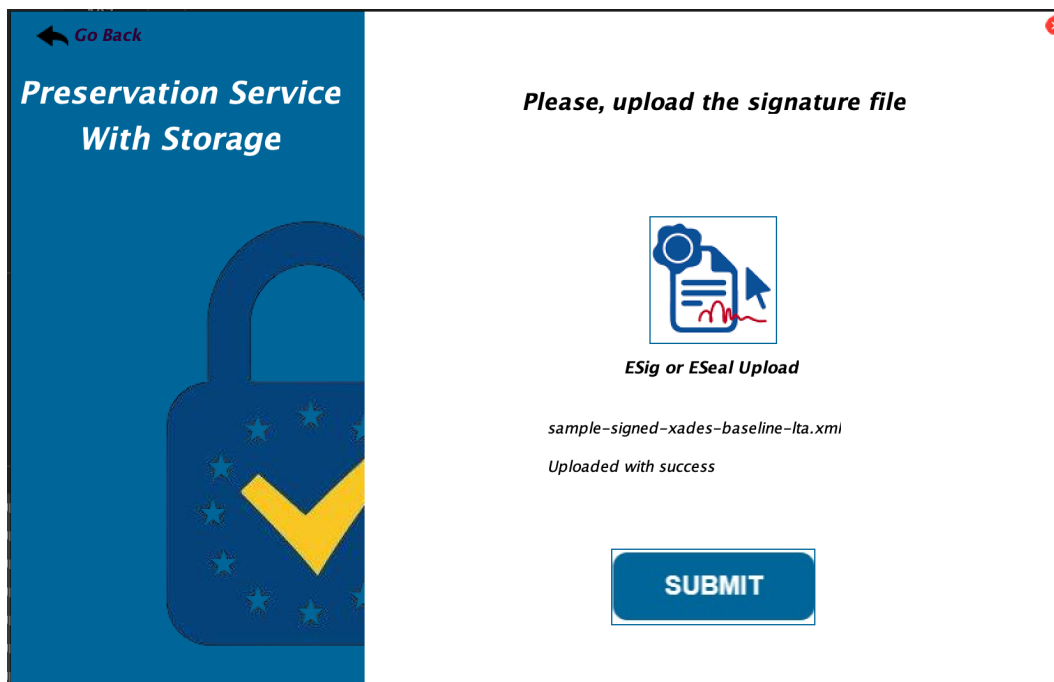 Go Back
Preservation Service
With Storage
Please, upload the signature file
ESig or ESeal Upload
sample-signed-xades-baseline-lta.xml
Uploaded with success
SUBMIT